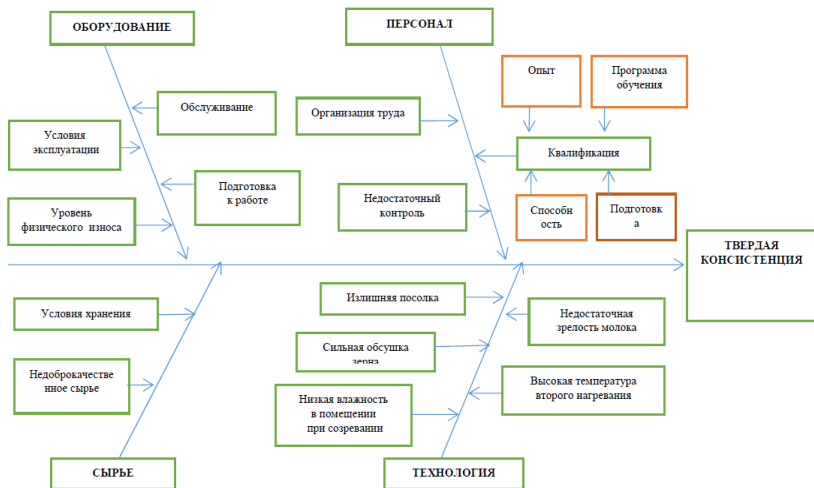 ОБОРУДОВАНИЕ
ПЕРСОНАЛ
Опыт
Программа
обучения
Обслуживание
Организация труда
Условия
эксплуатации
Квалификация
Подготовка
к работе
Недостаточный
контроль
Уровень
физического износа
Способн
ость
Подготовк
а
ТВЕРДАЯ
КОНСИСТЕНЦИЯ
Условия хранения
Излишняя посолка
Недостаточная
зрелость молока
Сильная обсушка
зерна
Недоброкачестве
нное сырье
Высокая температура
второго нагревания
Низкая влажность
в помещении
при созревании
СЫРЬЕ
ТЕХНОЛОГИЯ